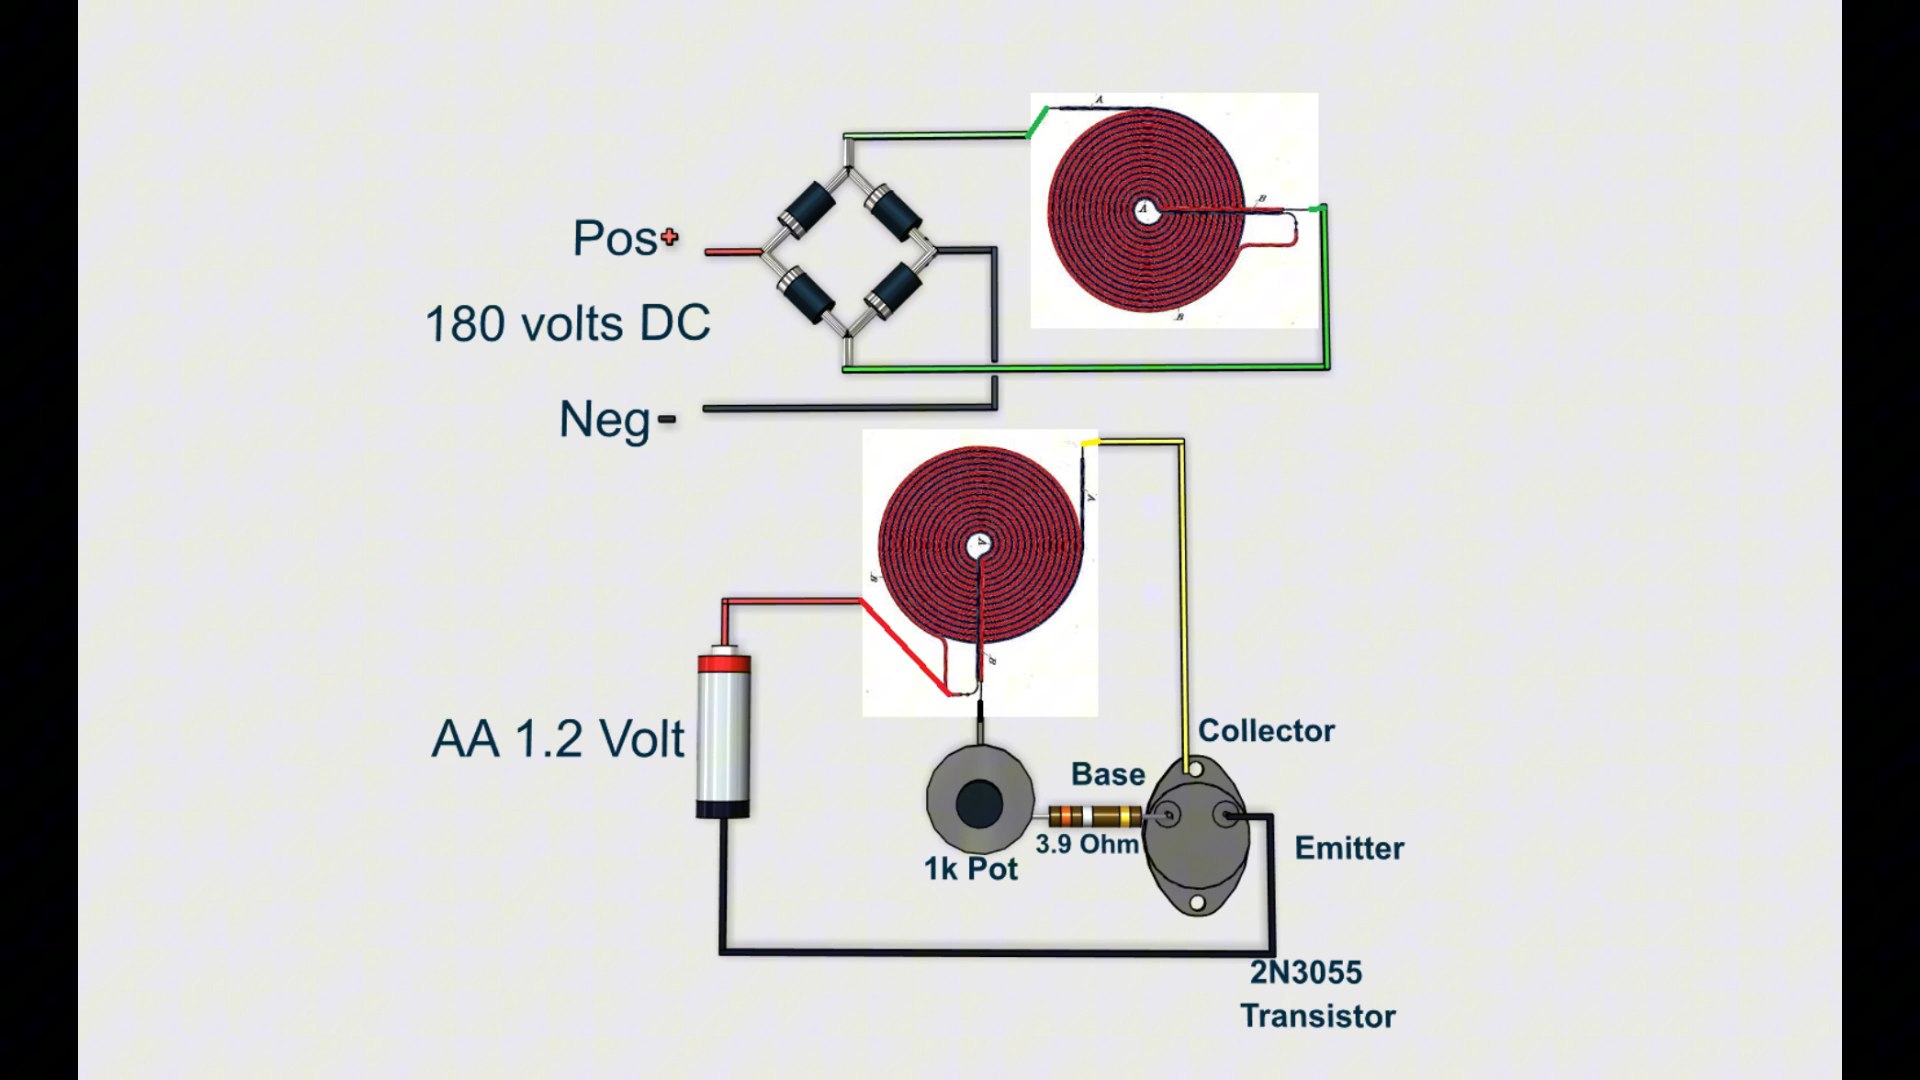 A
B
A
Pos+
180 volts DC
B
Neg-
A
A
B
B
Collector
AA 1.2 Volt
Base
3.9 Ohm
Emitter
1k Pot
2N3055
Transistor